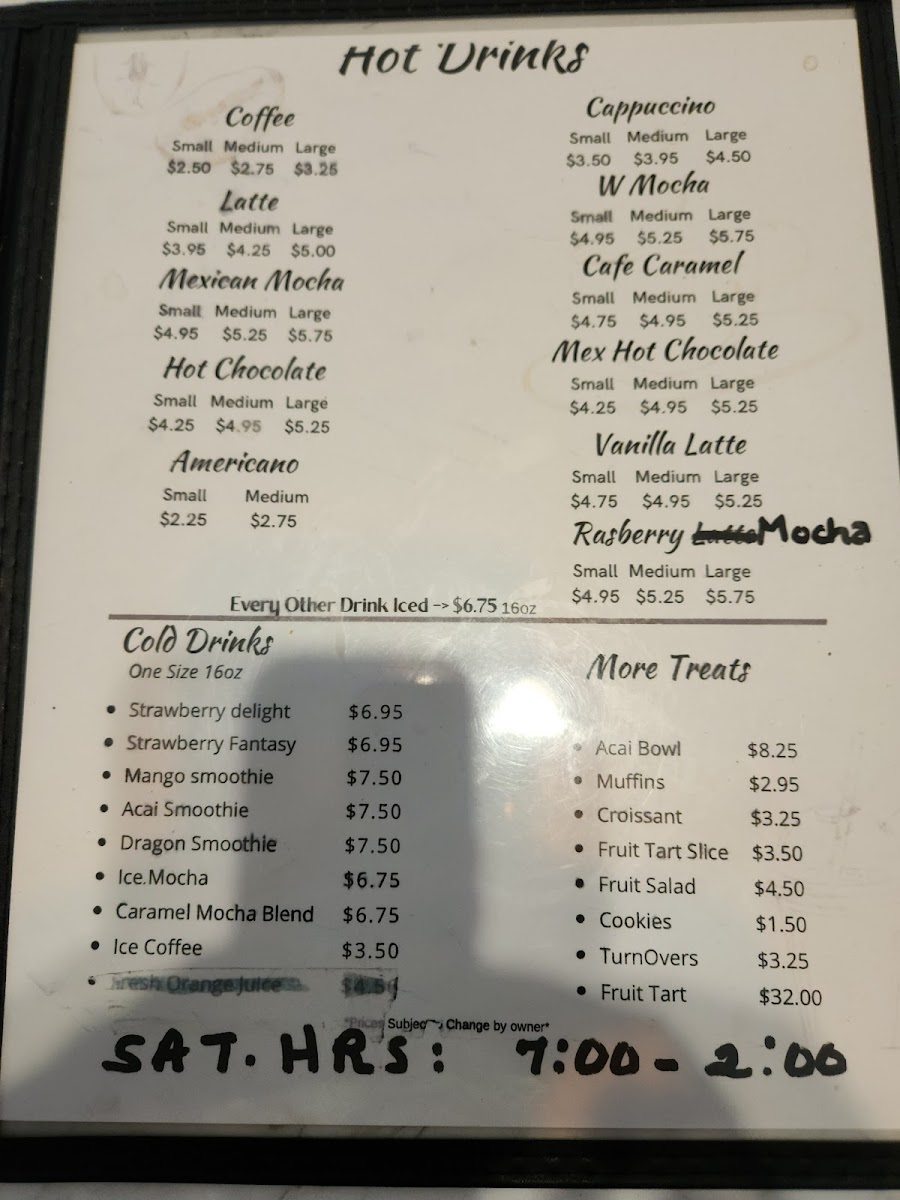 Hot Drinks
Coffee
Small Medium Large
$2.50 $2.75 $3.25
Latte
Small Medium Large
$3.95 $4.25 $5.00
Mexican Mocha
Small Medium Large
$4.95 $5.25 $5.75
Hot Chocolate
Small Medium Large
$4.25 $4.95 $5.25
Americano
Small Medium
$2.25 $2.75
Cappuccino
Small Medium Large
$3.50 $3.95 $4.50
W Mocha
Small Medium Large
$4.95 $5.25 $5.75
Cafe Caramel
Small Medium Large
$4.75 $4.95 $5.25
Mex Hot Chocolate
Small Medium Large
$4.25 $4.95 $5.25
Vanilla Latte
Small Medium Large
$4.75 $4.95 $5.25
Rasberry Latte Mocha
Small Medium Large
$4.95 $5.25 $5.75
Every Other Drink Iced -> $6.75 16oz
Cold Drinks
One Size 16oz
• Strawberry delight $6.95
• Strawberry Fantasy $6.95
• Mango smoothie $7.50
• Acai Smoothie $7.50
• Dragon Smoothie $7.50
• Ice.Mocha $6.75
• Caramel Mocha Blend $6.75
• Ice Coffee $3.50
• Fresh Orange Juice
More Treats
• Acai Bowl $8.25
• Muffins $2.95
• Croissant $3.25
• Fruit Tart Slice $3.50
• Fruit Salad $4.50
• Cookies $1.50
• TurnOvers $3.25
• Fruit Tart $32.00
*Prices Subjec Change by owner*
SAT. HRS: 7:00 - 2:00